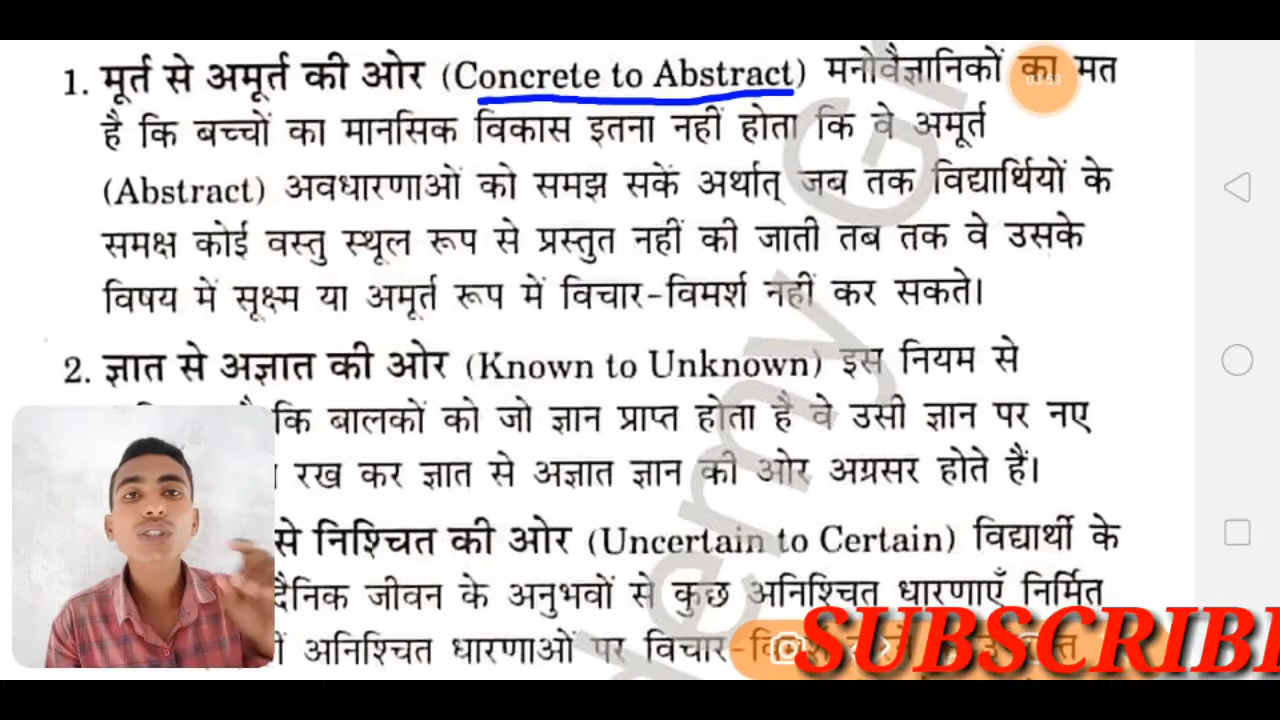 1. मूर्त से अमूर्त की ओर (Concrete to Abstract) मनोवैज्ञानिकों का मत
03:59
है कि बच्चों का मानसिक विकास इतना नहीं होता कि वे अमूर्त
(Abstract) अवधारणाओं को समझ सकें अर्थात् जब तक विद्यार्थियों के
समक्ष कोई वस्तु स्थूल रूप से प्रस्तुत नहीं की जाती तब तक वे उसके
विषय में सूक्ष्म या अमूर्त रूप में विचार-विमर्श नहीं कर सकते।
2. ज्ञात से अज्ञात की ओर (Known to Unknown) इस नियम से
कि बालकों को जो ज्ञान प्राप्त होता है वे उसी ज्ञान पर नए
रख कर ज्ञात से अज्ञात ज्ञान की ओर अग्रसर होते हैं।
से निश्चित की ओर (Uncertain to Certain) विद्यार्थी के
दैनिक जीवन के अनुभवों से कुछ अनिश्चित धारणाएँ निर्मित
अनिश्चित धारणाओं पर विचार-
SUBSCRIBE